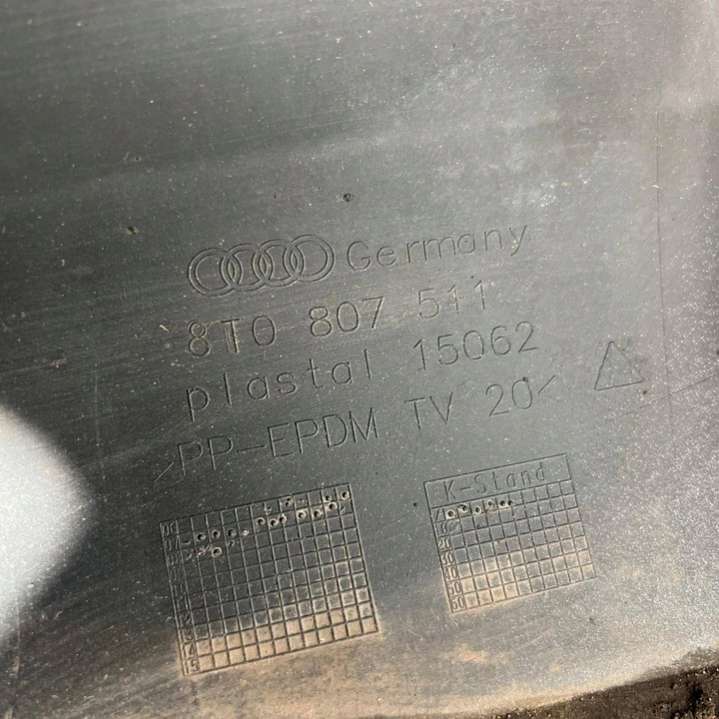 Germany
8T0 807 511
plastal 15062
>PP-EPDM TV 20<
K-Stand